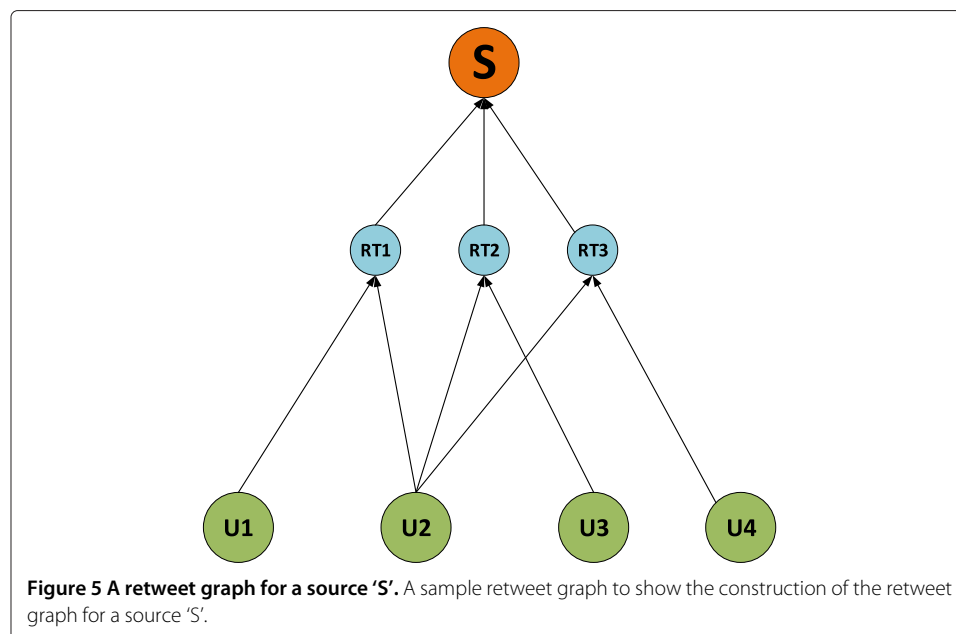 S
RT1 RT2 RT3
U1 U2 U3 U4
Figure 5 A retweet graph for a source ‘S’. A sample retweet graph to show the construction of the retweet
graph for a source ‘S’.